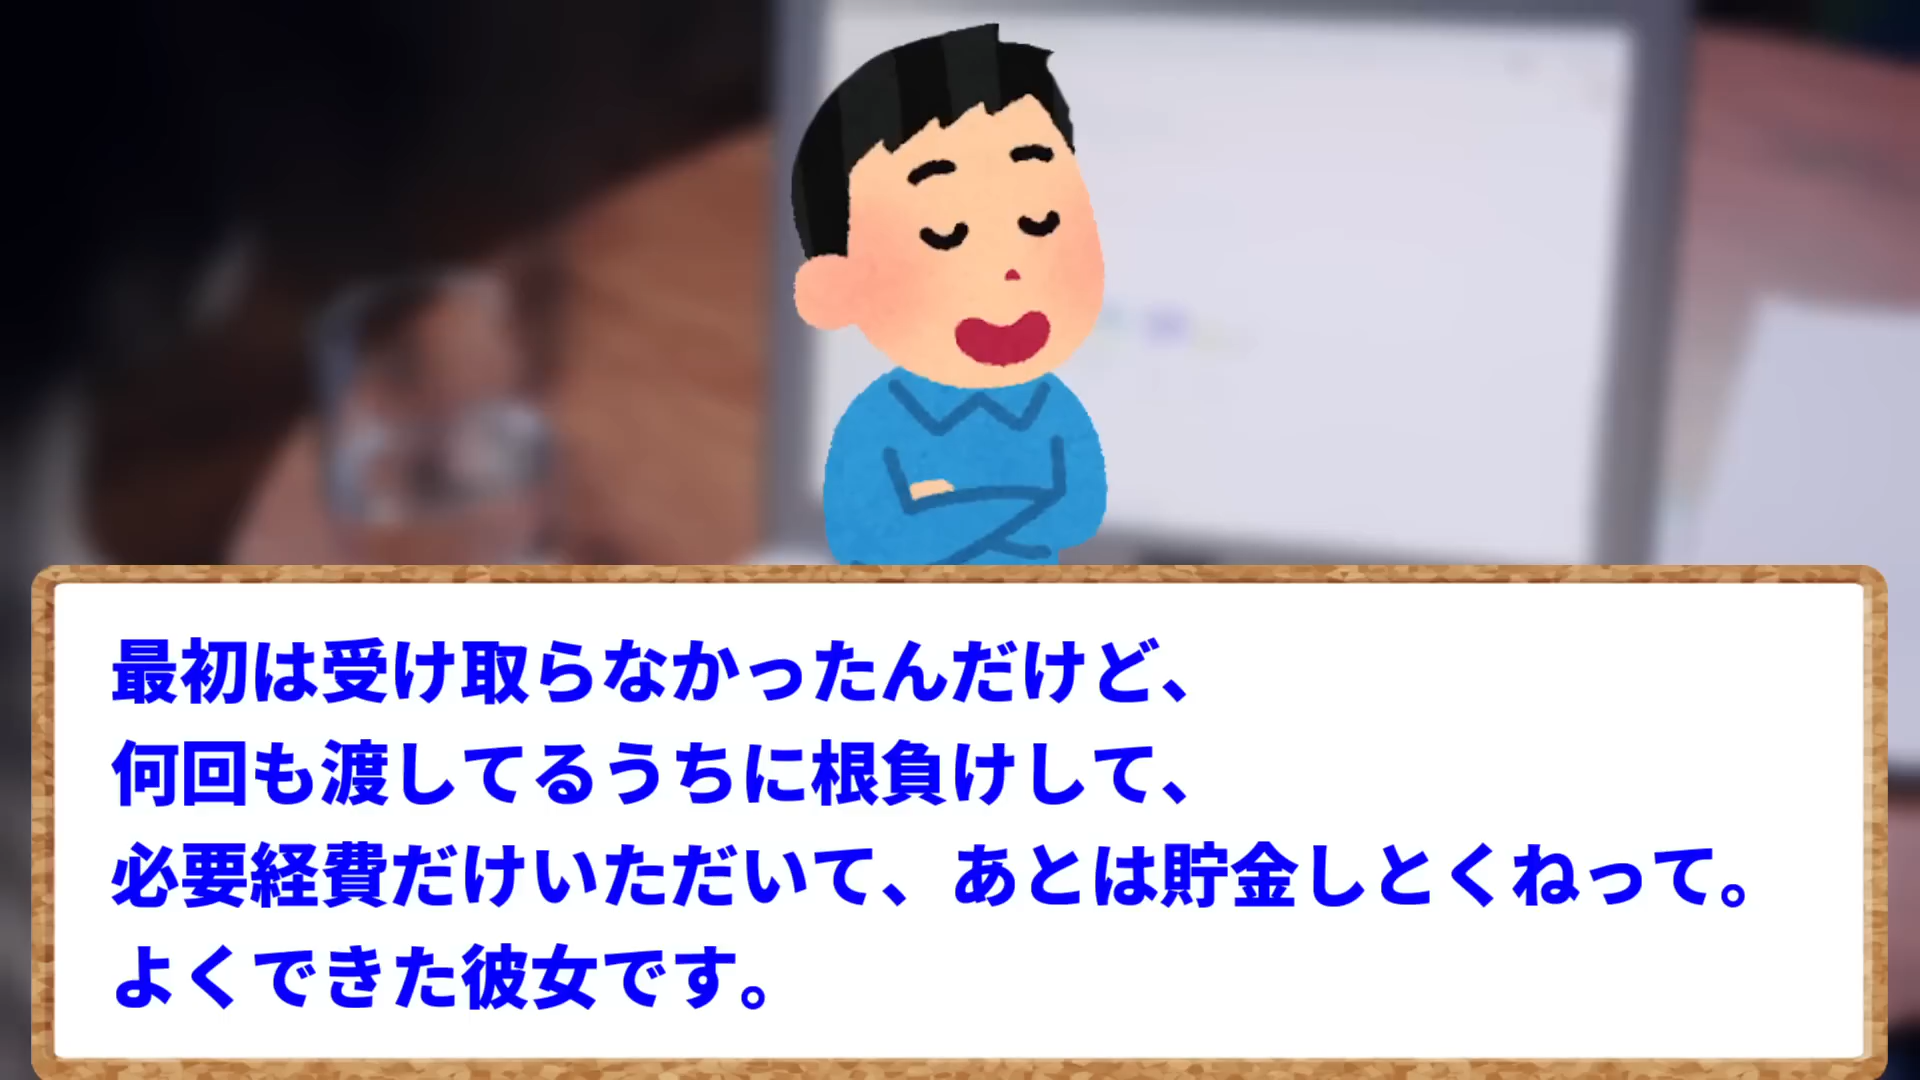 最初は受け取らなかったんだけど、
何回も渡してるうちに根負けして、
必要経費だけいただいて、あとは貯金しとくねって。
よくできた彼女です。